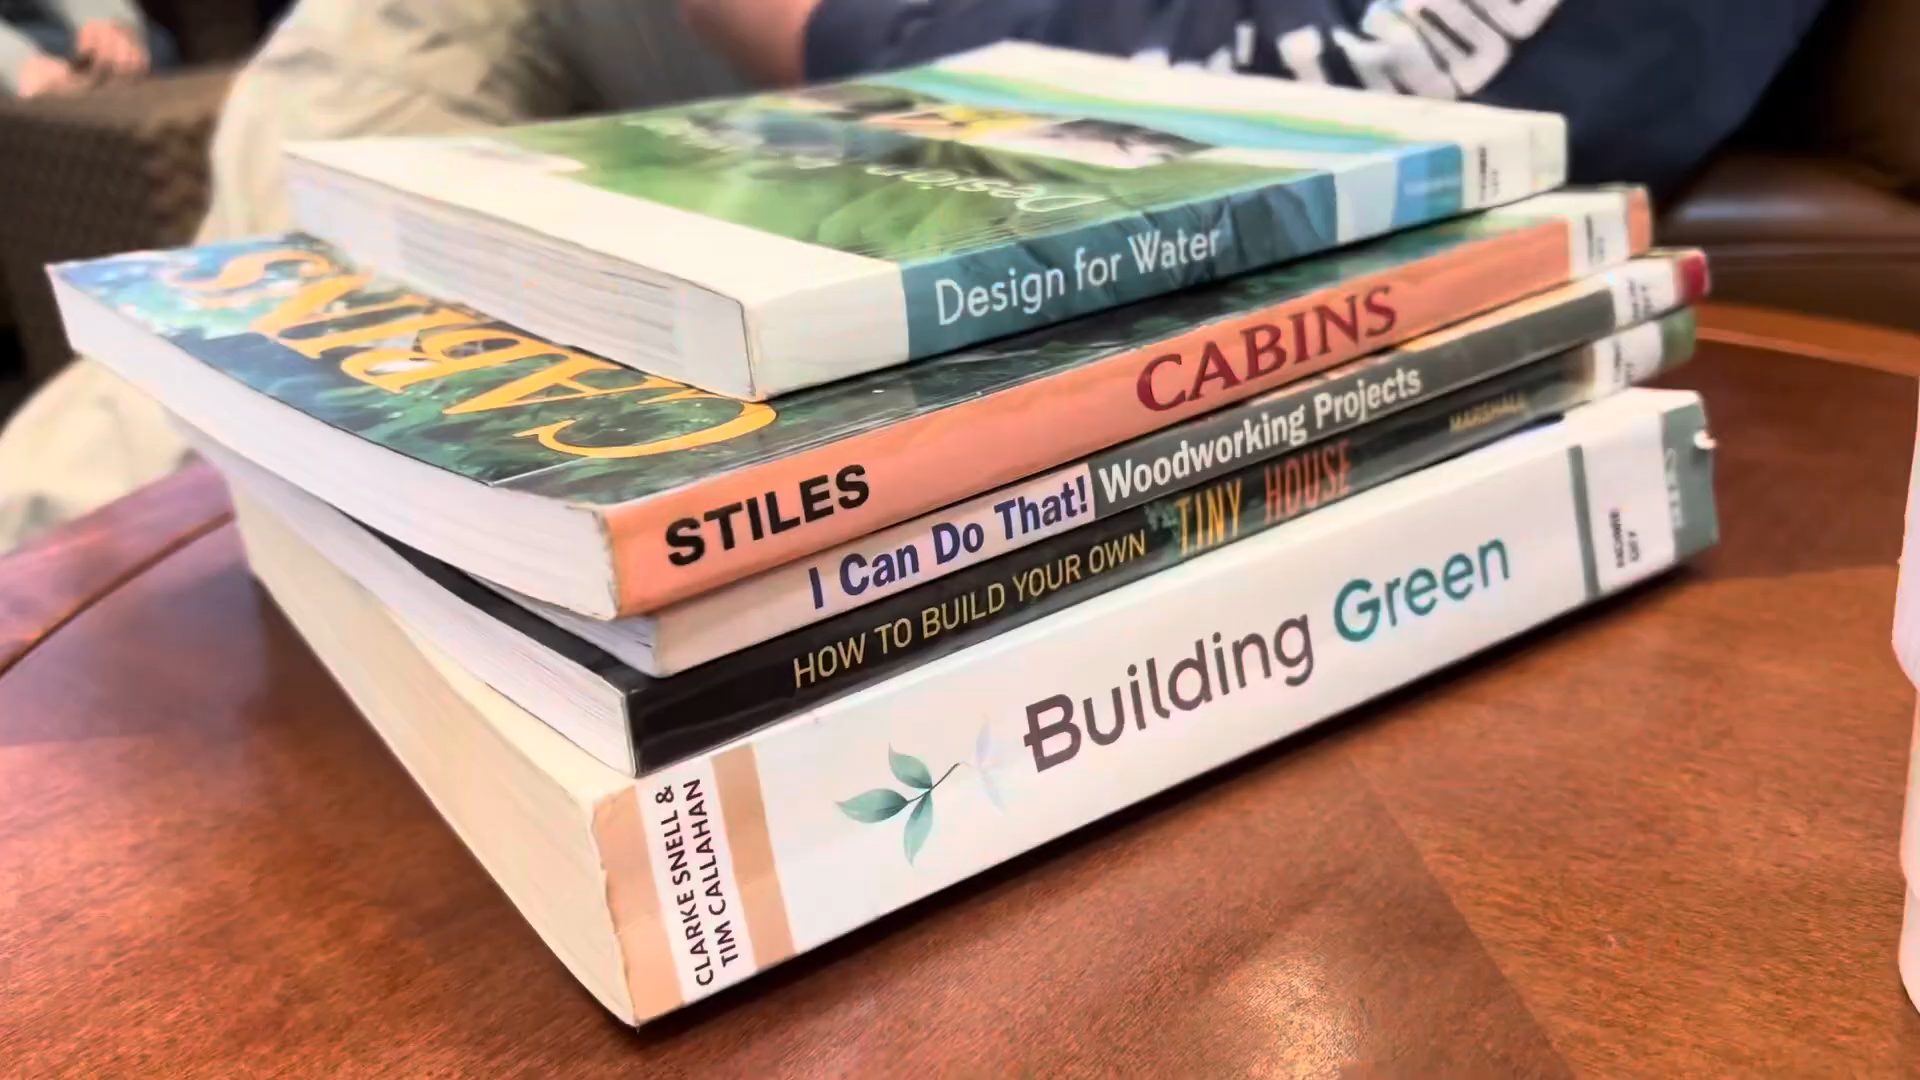 Design
Design for Water
CABINS
STILES CABINS
I Can Do That! Woodworking Projects
HOW TO BUILD YOUR OWN TINY HOUSE MARSHALL
Building Green
CLARKE SNELL &
TIM CALLAHAN